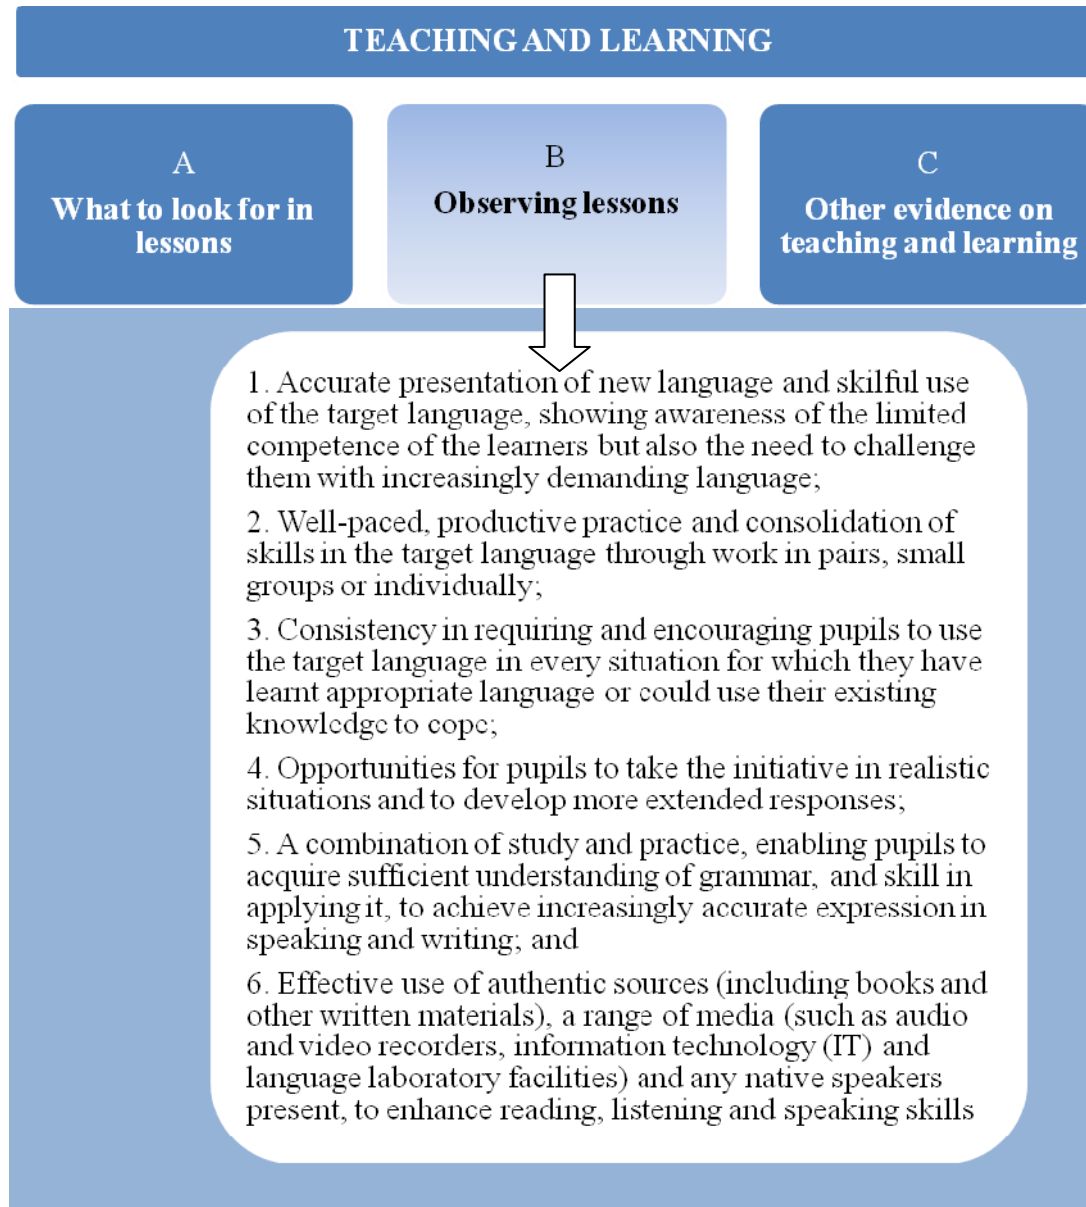 TEACHING AND LEARNING
A
What to look for in
lessons
B
Observing lessons
C
Other evidence on
teaching and learning
1. Accurate presentation of new language and skilful use
of the target language, showing awareness of the limited
competence of the learners but also the need to challenge
them with increasingly demanding language;
2. Well-paced, productive practice and consolidation of
skills in the target language through work in pairs, small
groups or individually;
3. Consistency in requiring and encouraging pupils to use
the target language in every situation for which they have
learnt appropriate language or could use their existing
knowledge to cope;
4. Opportunities for pupils to take the initiative in realistic
situations and to develop more extended responses;
5. A combination of study and practice, enabling pupils to
acquire sufficient understanding of grammar, and skill in
applying it, to achieve increasingly accurate expression in
speaking and writing; and
6. Effective use of authentic sources (including books and
other written materials), a range of media (such as audio
and video recorders, information technology (IT) and
language laboratory facilities) and any native speakers
present, to enhance reading, listening and speaking skills